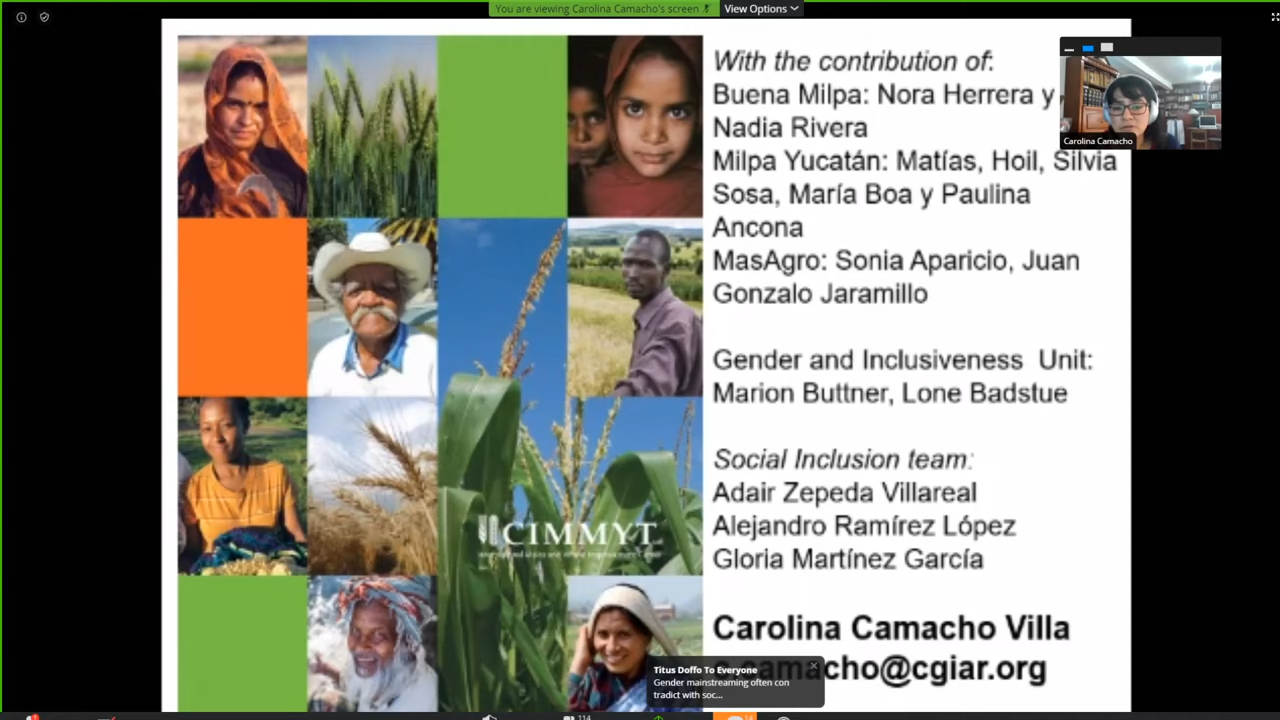 You are viewing Carolina Camacho's screen
View Options
With the contribution of:
Buena Milpa: Nora Herrera y
Nadia Rivera
Milpa Yucatán: Matías, Hoil, Silvia
Sosa, María Boa y Paulina
Ancona
MasAgro: Sonia Aparicio, Juan
Gonzalo Jaramillo
Gender and Inclusiveness Unit:
Marion Buttner, Lone Badstue
Social Inclusion team:
Adair Zepeda Villareal
Alejandro Ramírez López
Gloria Martínez García
Carolina Camacho Villa
camacho@cgiar.org
Carolina Camacho
CIMMYT
Titus Doffo To Everyone
Gender mainstreaming often con
tradict with soc...
114